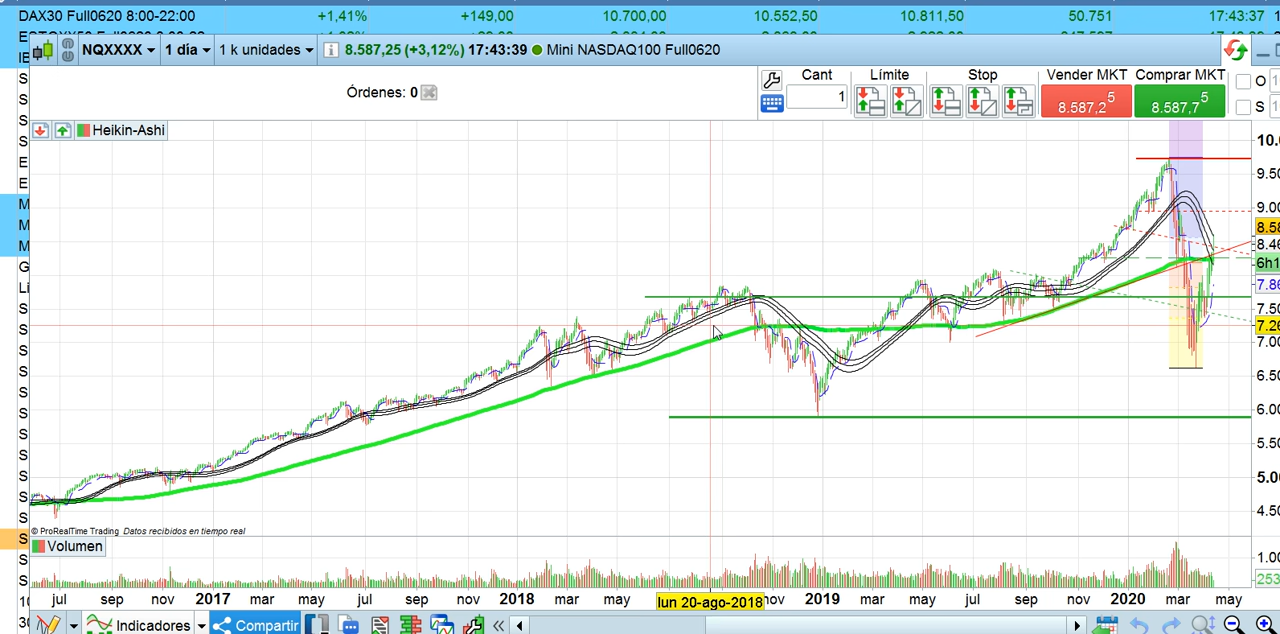 DAX30 Full0620 8:00-22:00 +1,41% +149,00 10.700,00 10.552,50 10.811,50 50.751 17:43:37
NQXXXX 1 día 1 k unidades 8.587,25 (+3,12%) 17:43:39 Mini NASDAQ100 Full0620
Cant Límite Stop Vender MKT Comprar MKT
Órdenes: 0 1 8.587,2 5 8.587,7 5
O
S
Heikin-Ashi
10.0
9.50
9.00
8.58
8.46
6h1
7.86
7.50
7.26
7.00
6.50
6.00
5.50
5.00
4.50
© ProRealTime Trading Datos recibidos en tiempo real
Volumen
1.00
253
jul sep nov 2017 mar may jul sep nov 2018 mar may lun 20-ago-2018 nov 2019 mar may jul sep nov 2020 mar may
Indicadores Compartir